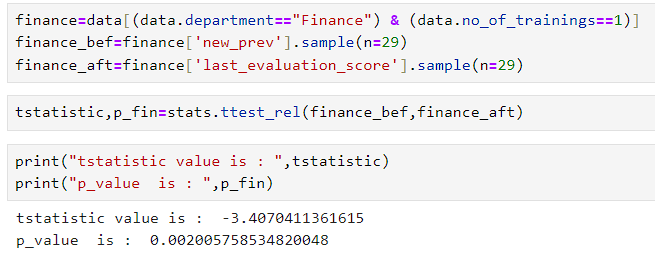 finance=data[(data.department=="Finance") & (data.no_of_trainings==1)]
finance_bef=finance['new_prev'].sample(n=29)
finance_aft=finance['last_evaluation_score'].sample(n=29)
tstatistic,p_fin=stats.ttest_rel(finance_bef,finance_aft)
print("tstatistic value is : ",tstatistic)
print("p_value  is : ",p_fin)
tstatistic value is :  -3.4070411361615
p_value  is :  0.002005758534820048